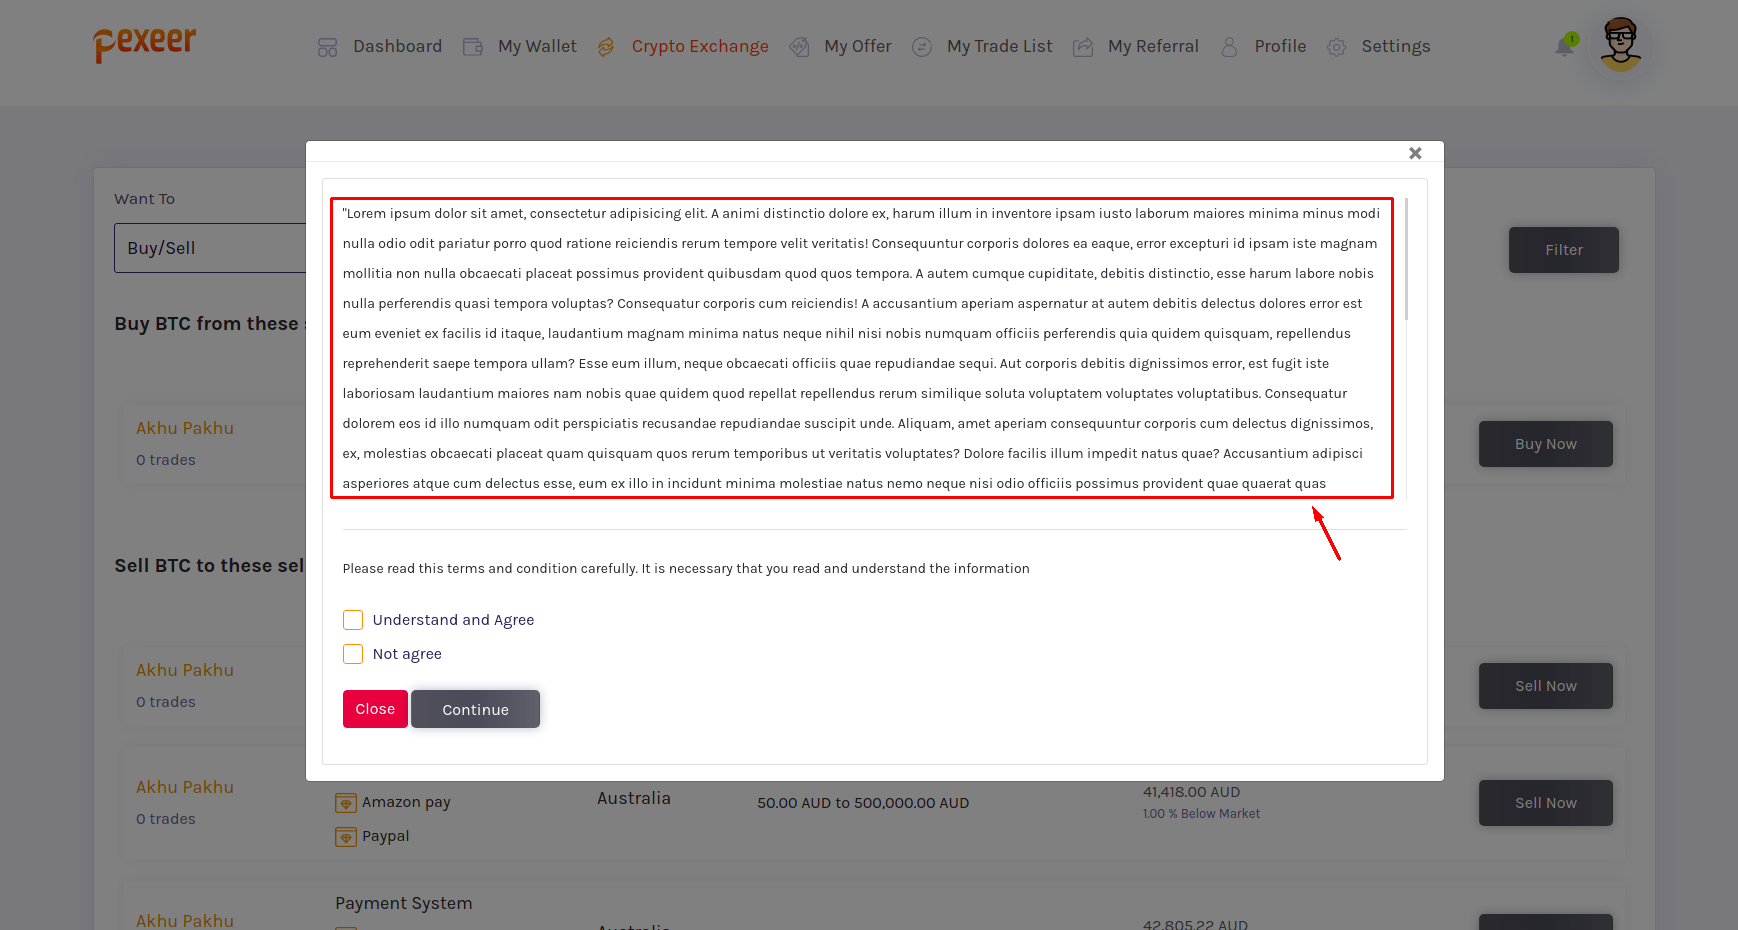 pexeer
Dashboard
My Wallet
Crypto Exchange
My Offer
My Trade List
My Referral
Profile
Settings
1
Want To
Buy/Sell
Filter
Buy BTC from these
Akhu Pakhu
0 trades
Buy Now
Sell BTC to these sel
Akhu Pakhu
0 trades
Sell Now
"Lorem ipsum dolor sit amet, consectetur adipisicing elit. A animi distinctio dolore ex, harum illum in inventore ipsam iusto laborum maiores minima minus modi
nulla odio odit pariatur porro quod ratione reiciendis rerum tempore velit veritatis! Consequuntur corporis dolores ea eaque, error excepturi id ipsam iste magnam
mollitia non nulla obcaecati placeat possimus provident quibusdam quod quos tempora. A autem cumque cupiditate, debitis distinctio, esse harum labore nobis
nulla perferendis quasi tempora voluptas? Consequatur corporis cum reiciendis! A accusantium aperiam aspernatur at autem debitis delectus dolores error est
eum eveniet ex facilis id itaque, laudantium magnam minima natus neque nihil nisi nobis numquam officiis perferendis quia quidem quisquam, repellendus
reprehenderit saepe tempora ullam? Esse eum illum, neque obcaecati officiis quae repudiandae sequi. Aut corporis debitis dignissimos error, est fugit iste
laboriosam laudantium maiores nam nobis quae quidem quod repellat repellendus rerum similique soluta voluptatem voluptates voluptatibus. Consequatur
dolorem eos id illo numquam odit perspiciatis recusandae repudiandae suscipit unde. Aliquam, amet aperiam consequuntur corporis cum delectus dignissimos,
ex, molestias obcaecati placeat quam quisquam quos rerum temporibus ut veritatis voluptates? Dolore facilis illum impedit natus quae? Accusantium adipisci
asperiores atque cum delectus esse, eum ex illo in incidunt minima molestiae natus nemo neque nisi odio officiis possimus provident quae quaerat quas
Please read this terms and condition carefully. It is necessary that you read and understand the information
Understand and Agree
Not agree
Close
Continue
Akhu Pakhu
0 trades
Amazon pay
Paypal
Australia
50.00 AUD to 500,000.00 AUD
41,418.00 AUD
1.00 % Below Market
Sell Now
Akhu Pakhu
Payment System
Australia
42,805.22 AUD